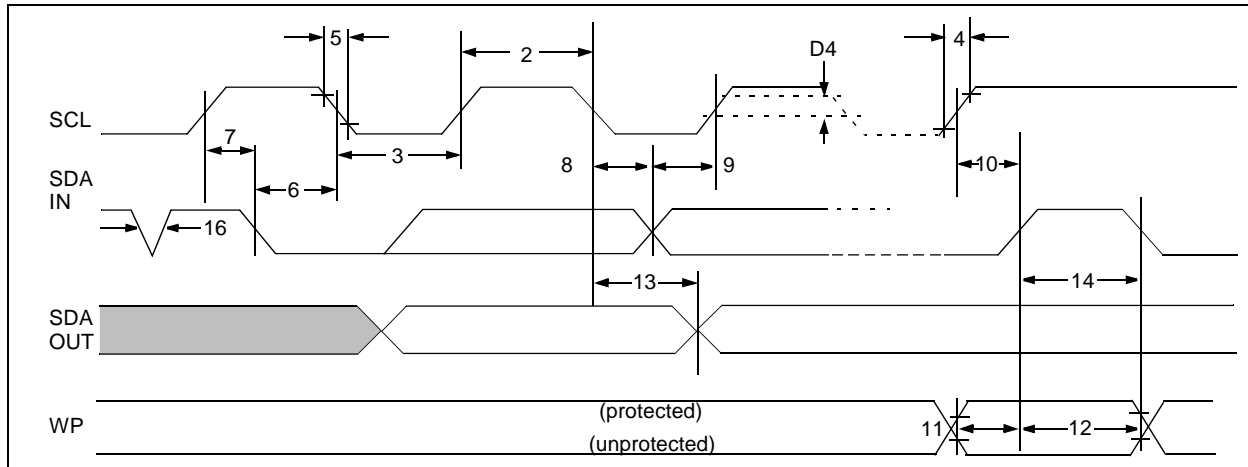 5
2
4
D4
SCL
7
3
8
9
10
SDA
IN
6
16
13
14
SDA
OUT
WP
(protected)
(unprotected)
11
12